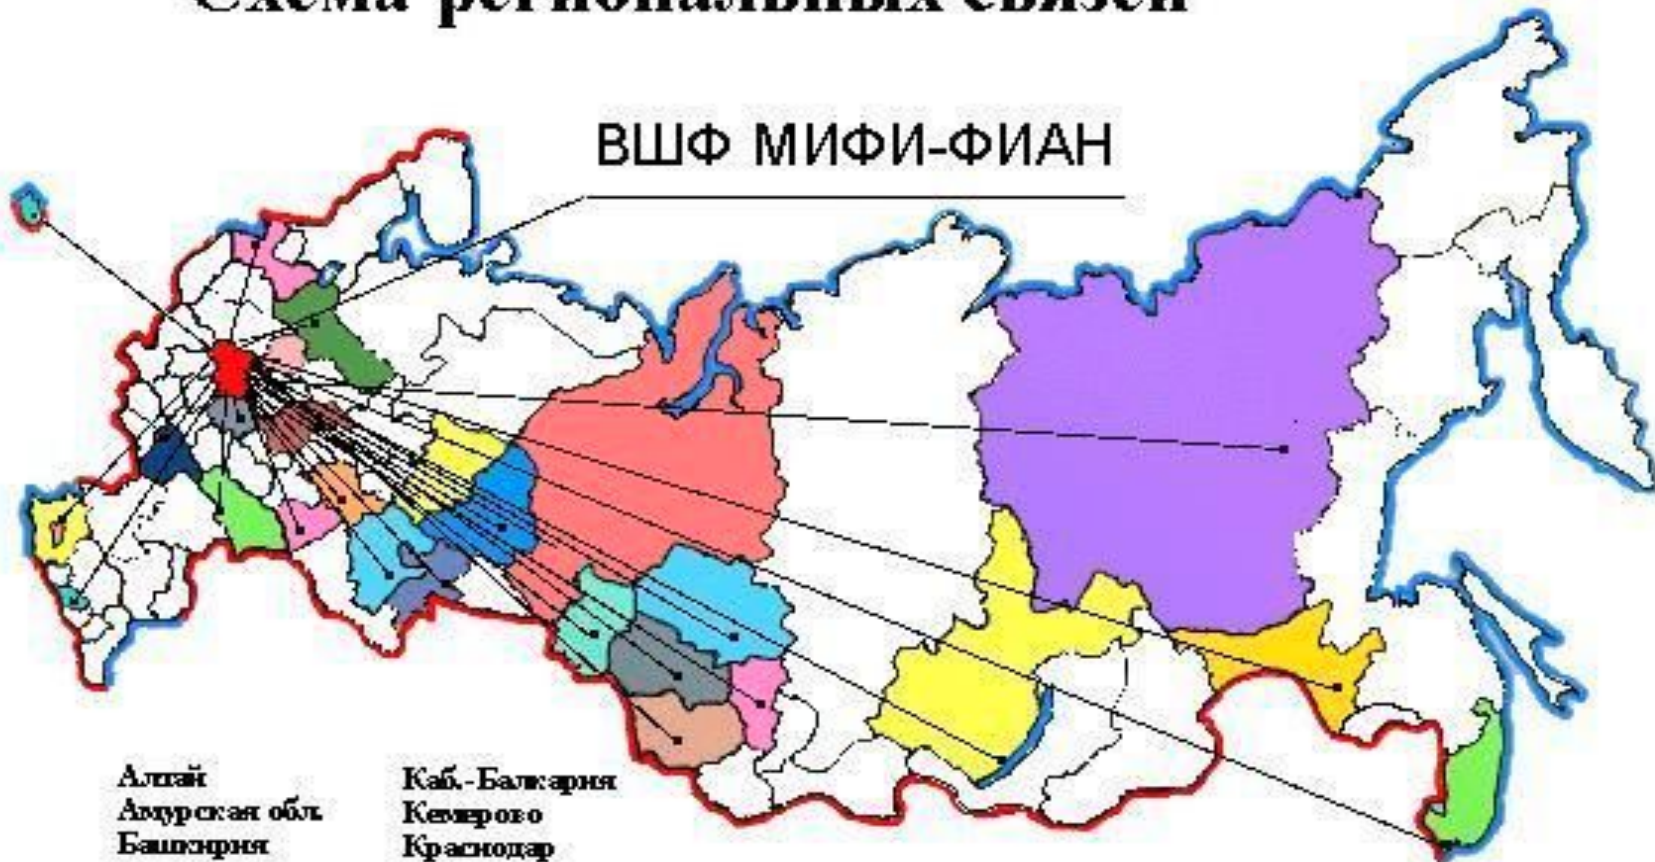 Схема региональных связей
ВШФ МИФИ-ФИАН
Алтай
Амурская обл.
Башкирия
Каб.-Балкария
Кемерово
Краснодар